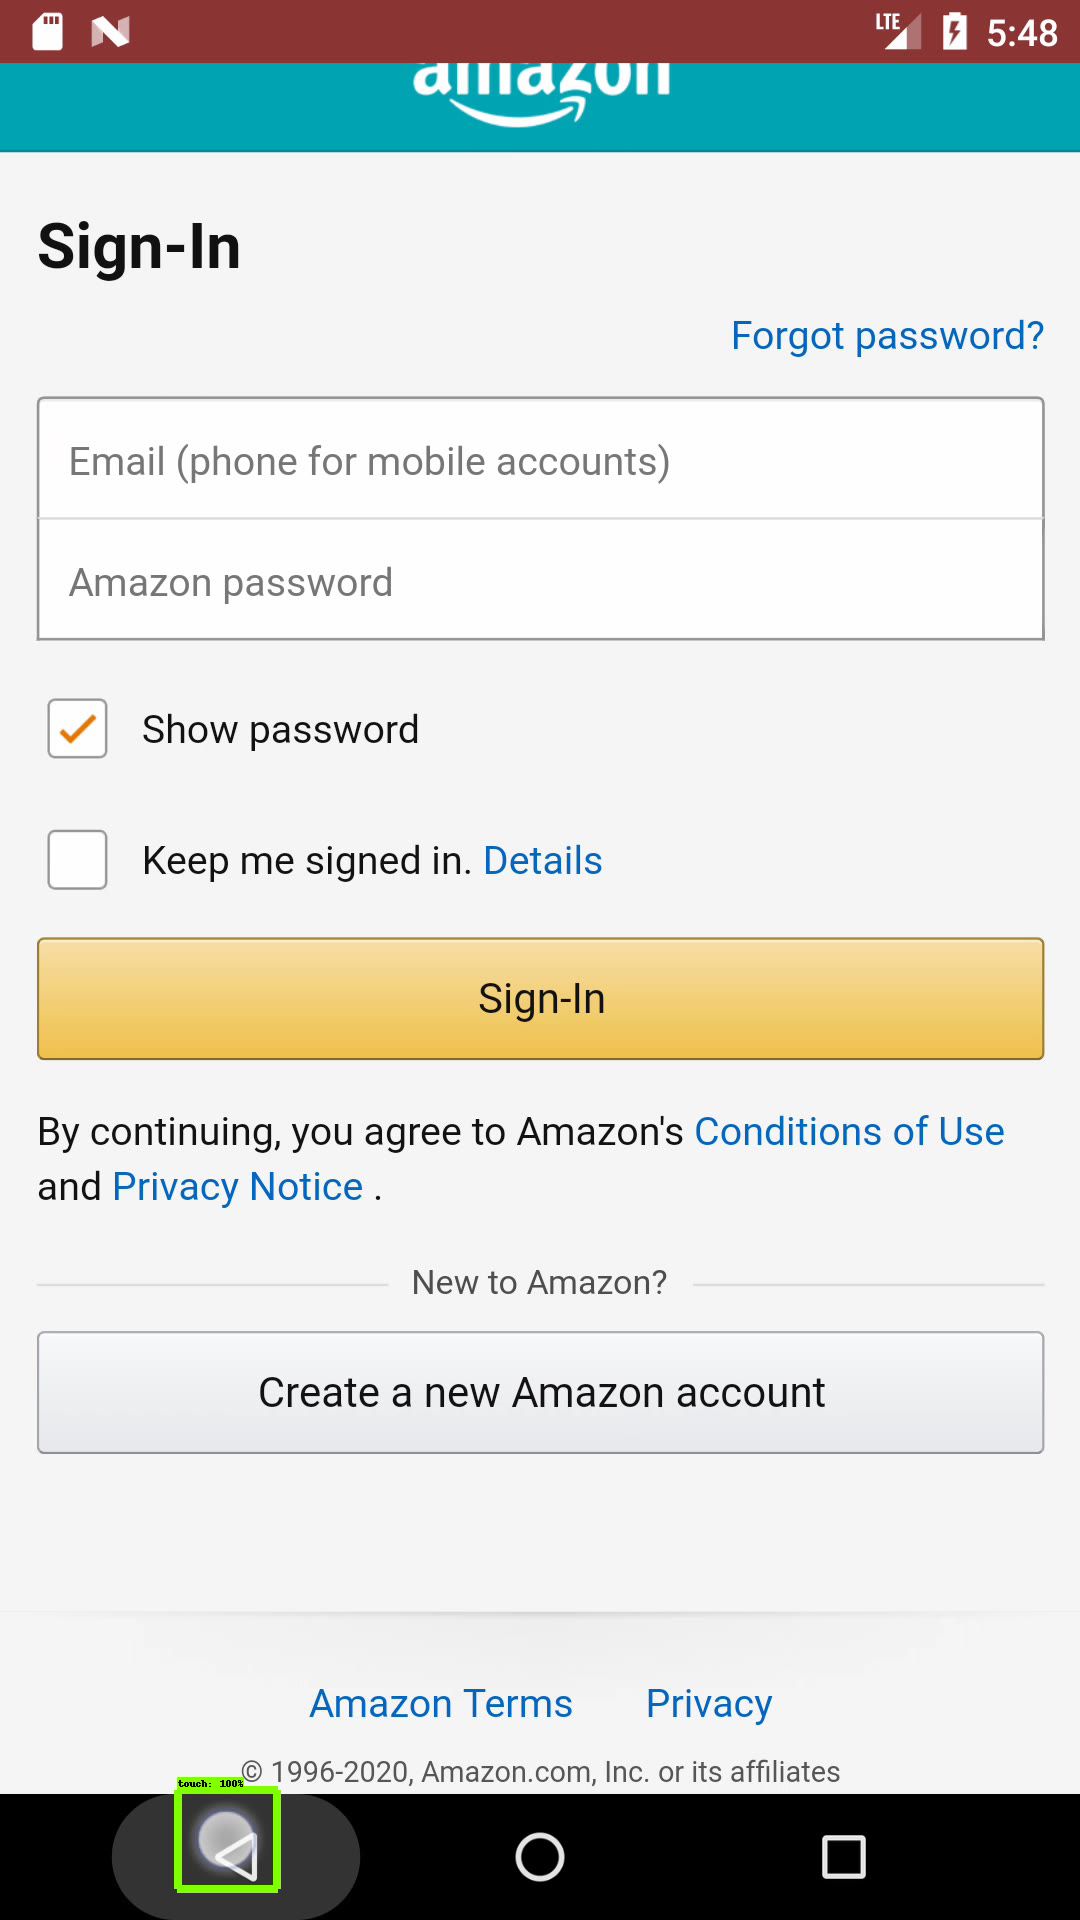 LTE 5:48
amazon
Sign-In
Forgot password?
Email (phone for mobile accounts)
Amazon password
Show password
Keep me signed in. Details
Sign-In
By continuing, you agree to Amazon's Conditions of Use
and Privacy Notice .
New to Amazon?
Create a new Amazon account
Amazon Terms Privacy
© 1996-2020, Amazon.com, Inc. or its affiliates
touch: 100%